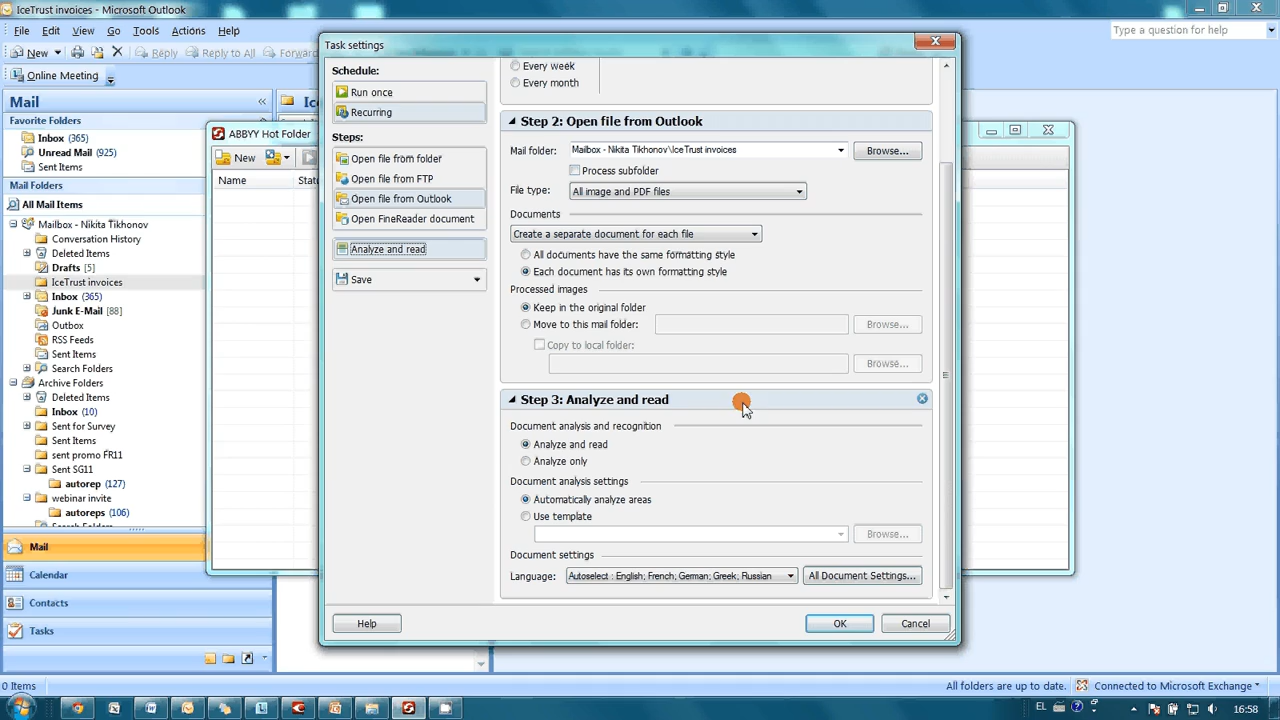 IceTrust invoices - Microsoft Outlook
File Edit View Go Tools Actions Help
Type a question for help
New Reply Reply to All Forward
Online Meeting
Mail
Favorite Folders
Inbox (365)
Unread Mail (925)
Sent Items
Mail Folders
All Mail Items
Mailbox - Nikita Tikhonov
Conversation History
Deleted Items
Drafts [5]
IceTrust invoices
Inbox (365)
Junk E-Mail [88]
Outbox
RSS Feeds
Sent Items
Search Folders
Archive Folders
Deleted Items
Inbox (10)
Sent for Survey
Sent Items
sent promo FR11
Sent SG11
autorep (127)
webinar invite
autoreps (106)
Search Folders
Mail
Calendar
Contacts
Tasks
0 Items
ABBYY Hot Folder
New
Name
Task settings
Schedule:
Run once
Recurring
Steps:
Open file from folder
Open file from FTP
Open file from Outlook
Open FineReader document
Analyze and read
Save
Every week
Every month
Step 2: Open file from Outlook
Mail folder: Mailbox - Nikita Tikhonov\IceTrust invoices Browse...
Process subfolder
File type: All image and PDF files
Documents
Create a separate document for each file
All documents have the same formatting style
Each document has its own formatting style
Processed images
Keep in the original folder
Move to this mail folder: Browse...
Copy to local folder:
Browse...
Step 3: Analyze and read
Document analysis and recognition
Analyze and read
Analyze only
Document analysis settings
Automatically analyze areas
Use template
Browse...
Document settings
Language: Autoselect : English; French; German; Greek; Russian All Document Settings...
Help OK Cancel
All folders are up to date. Connected to Microsoft Exchange
EL 16:58